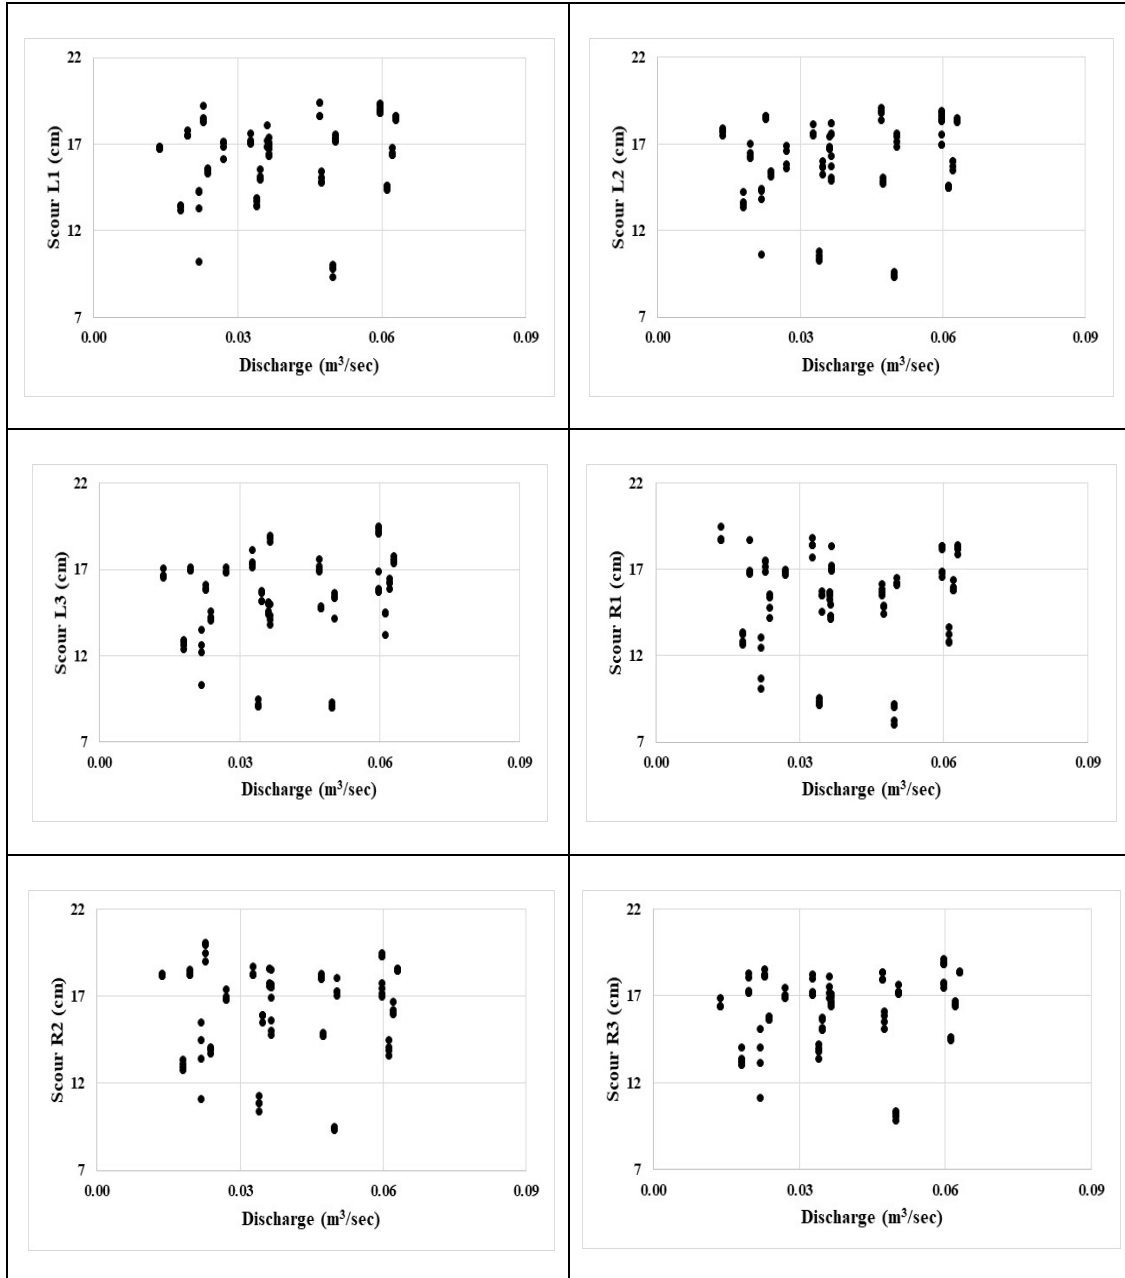 22
17
12
7
Scour L1 (cm)
0.00 0.03 0.06 0.09
Discharge (m³/sec)
22
17
12
7
Scour L2 (cm)
0.00 0.03 0.06 0.09
Discharge (m³/sec)
22
17
12
7
Scour L3 (cm)
0.00 0.03 0.06 0.09
Discharge (m³/sec)
22
17
12
7
Scour R1 (cm)
0.00 0.03 0.06 0.09
Discharge (m³/sec)
22
17
12
7
Scour R2 (cm)
0.00 0.03 0.06 0.09
Discharge (m³/sec)
22
17
12
7
Scour R3 (cm)
0.00 0.03 0.06 0.09
Discharge (m³/sec)